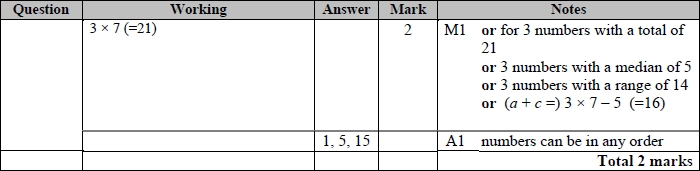 Question Working Answer Mark Notes
3 × 7 (=21) 2 M1 or for 3 numbers with a total of
21
or 3 numbers with a median of 5
or 3 numbers with a range of 14
or (a + c =) 3 × 7 – 5 (=16)
1, 5, 15 A1 numbers can be in any order
Total 2 marks